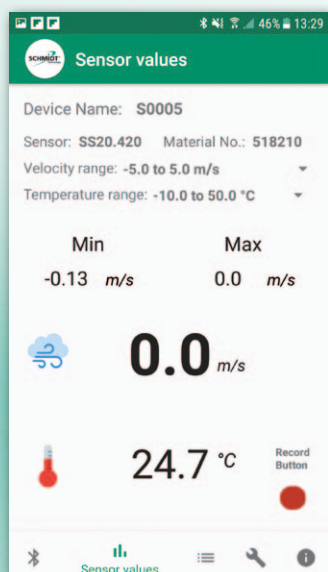 46% 13:29
SCHMIDT Technology Sensor values
Device Name: S0005
Sensor: SS20.420 Material No.: 518210
Velocity range: -5.0 to 5.0 m/s
Temperature range: -10.0 to 50.0 °C
Min Max
-0.13 m/s 0.0 m/s
0.0 m/s
24.7 °C
Record
Button
Sensor values